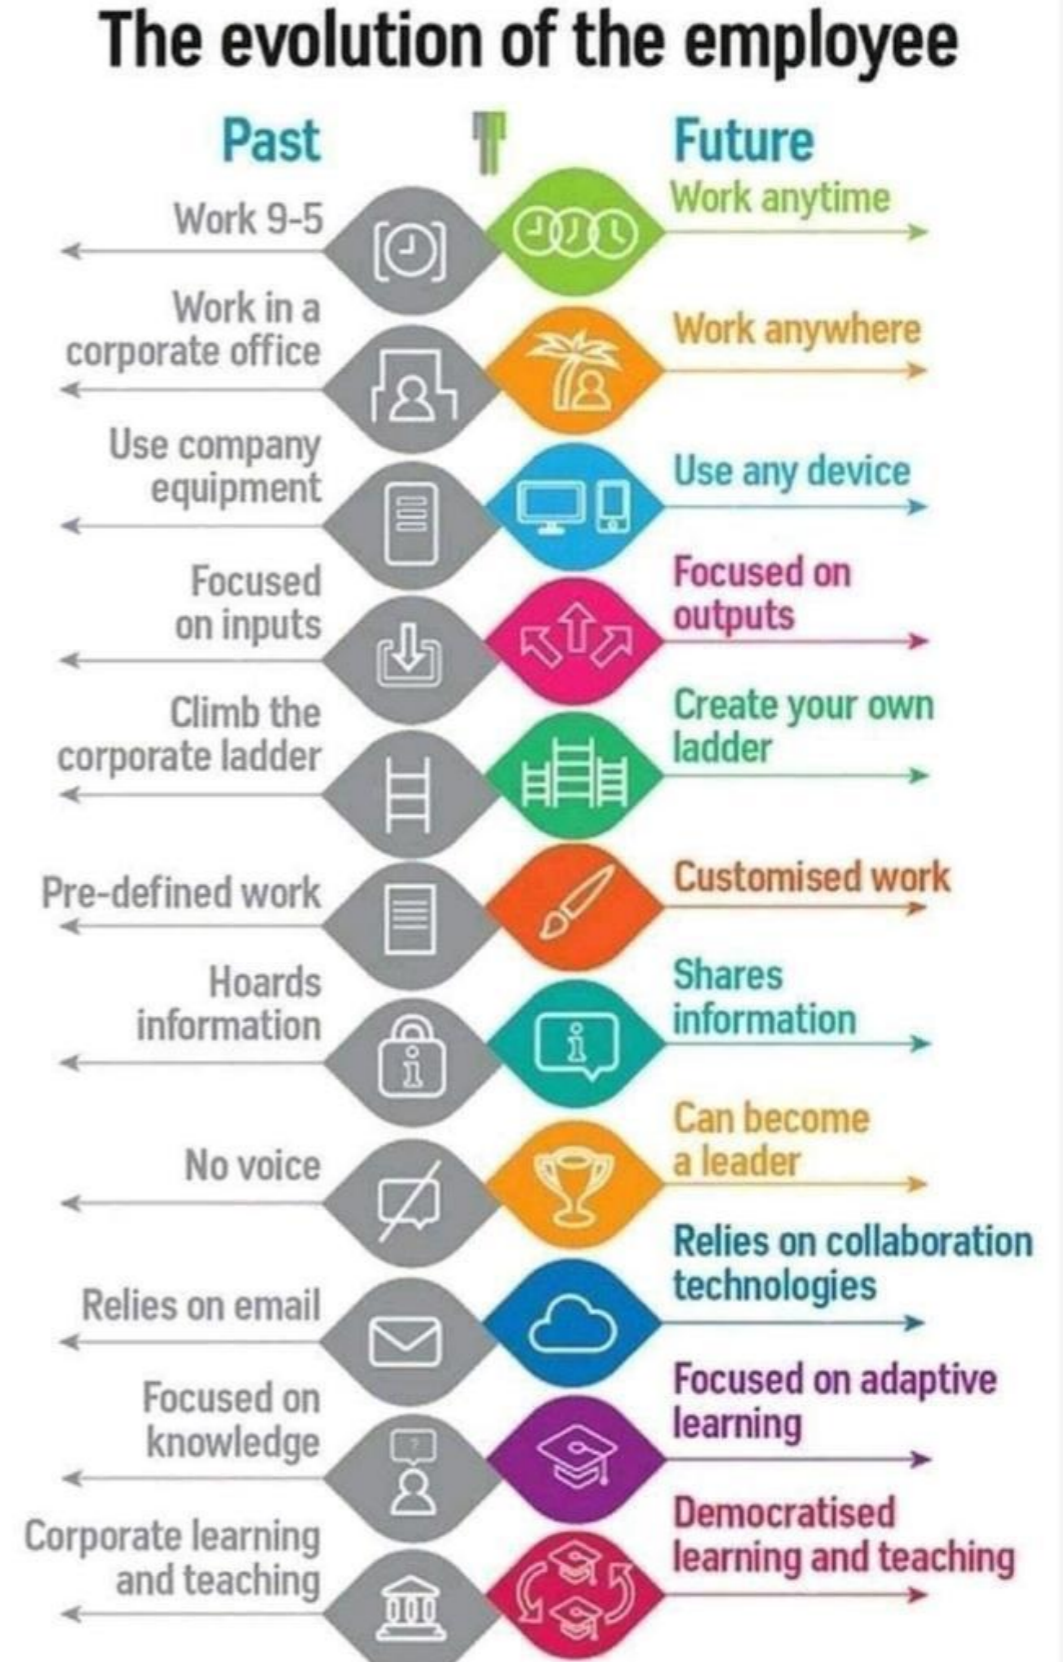 The evolution of the employee
Past
Future
Work 9-5
Work anytime
Work in a
corporate office
Work anywhere
Use company
equipment
Use any device
Focused
on inputs
Focused on
outputs
Climb the
corporate ladder
Create your own
ladder
Pre-defined work
Customised work
Hoards
information
i
Shares
information
i
No voice
Can become
a leader
Relies on email
Relies on collaboration
technologies
Focused on
knowledge
?
Focused on adaptive
learning
Corporate learning
and teaching
Democratised
learning and teaching